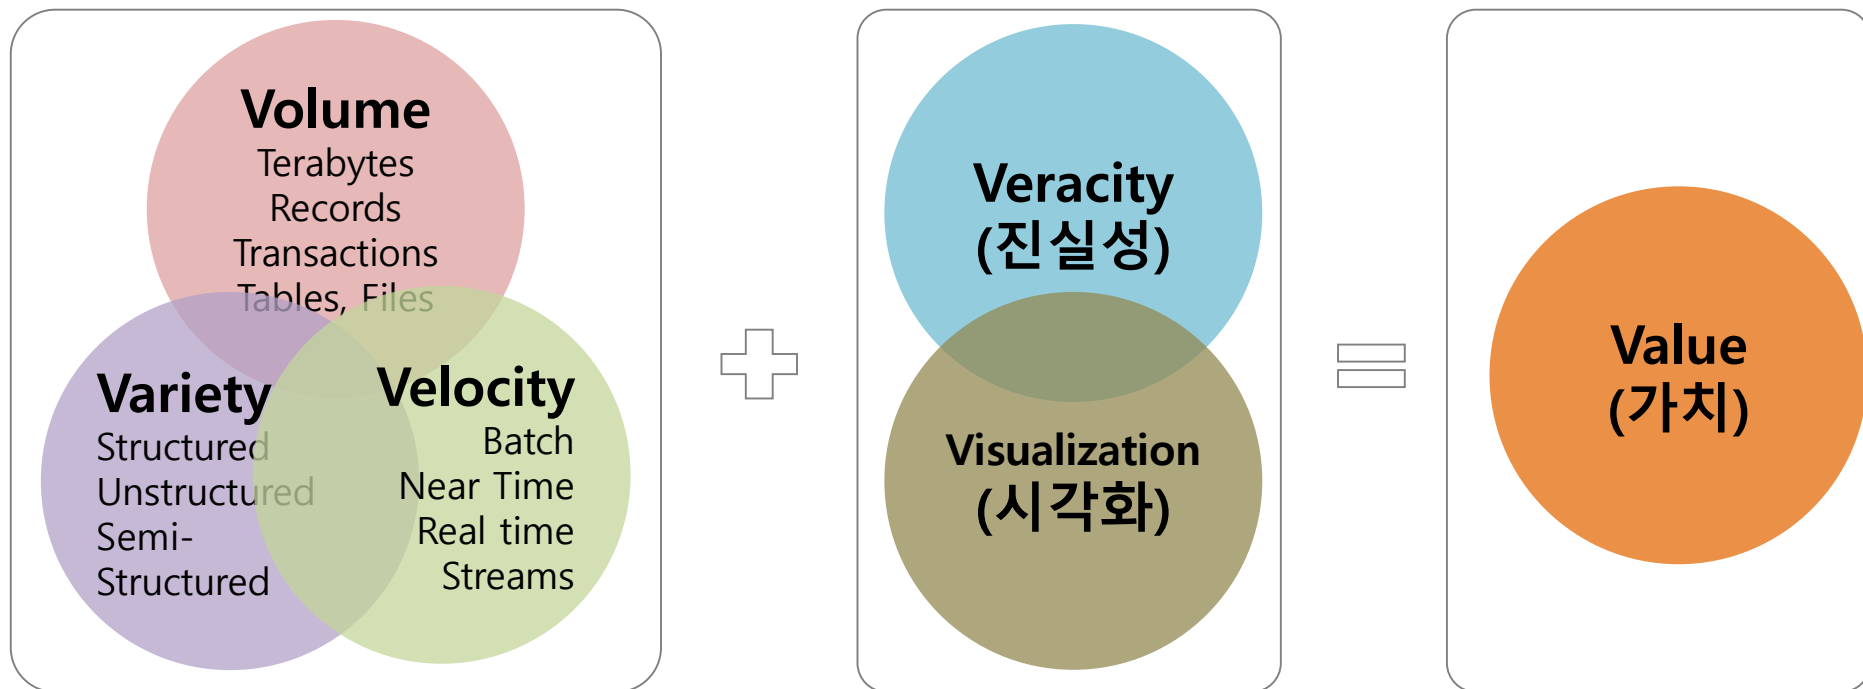 Volume
Terabytes
Records
Transactions
Tables, Files
Variety
Structured
Unstructured
Semi-
Structured
Velocity
Batch
Near Time
Real time
Streams
Veracity
(진실성)
Visualization
(시각화)
Value
(가치)